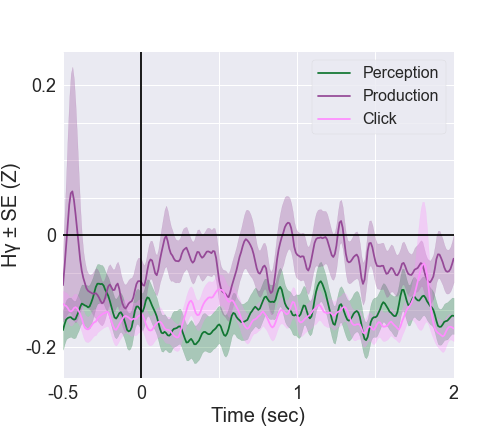 Hγ ± SE (Z)
0.2
0
-0.2
Perception
Production
Click
-0.5
0
1
2
Time (sec)